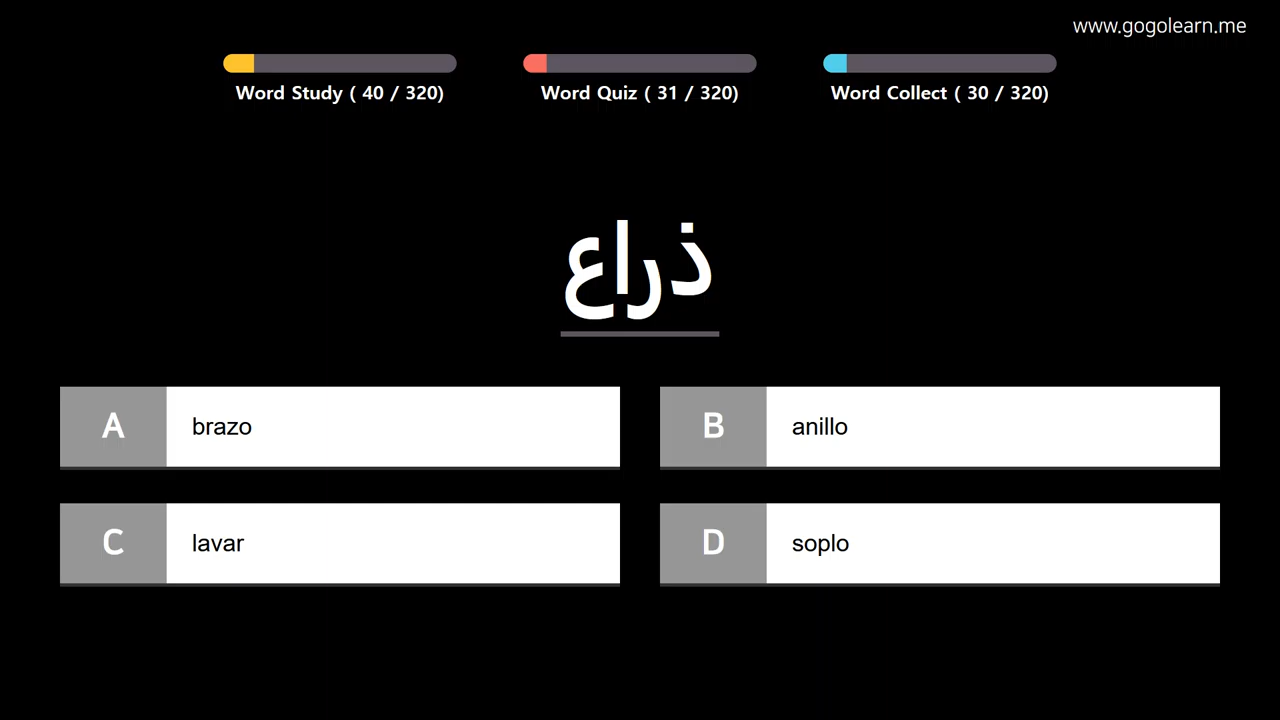 www.gogolearn.me
Word Study ( 40 / 320)
Word Quiz ( 31 / 320)
Word Collect ( 30 / 320)
ذراع
A brazo
B anillo
C lavar
D soplo